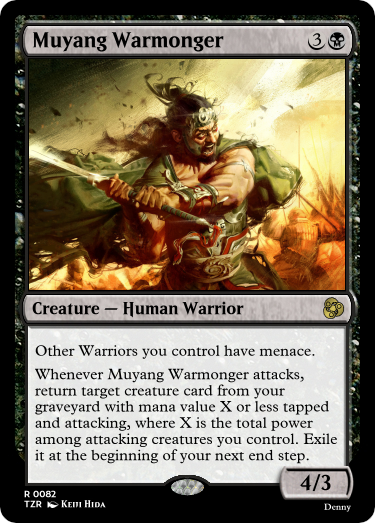 Muyang Warmonger 3
Creature — Human Warrior
Other Warriors you control have menace.
Whenever Muyang Warmonger attacks,
return target creature card from your
graveyard with mana value X or less tapped
and attacking, where X is the total power
among attacking creatures you control. Exile
it at the beginning of your next end step.
4/3
R 0082
TZR Keiji Hida
Denny